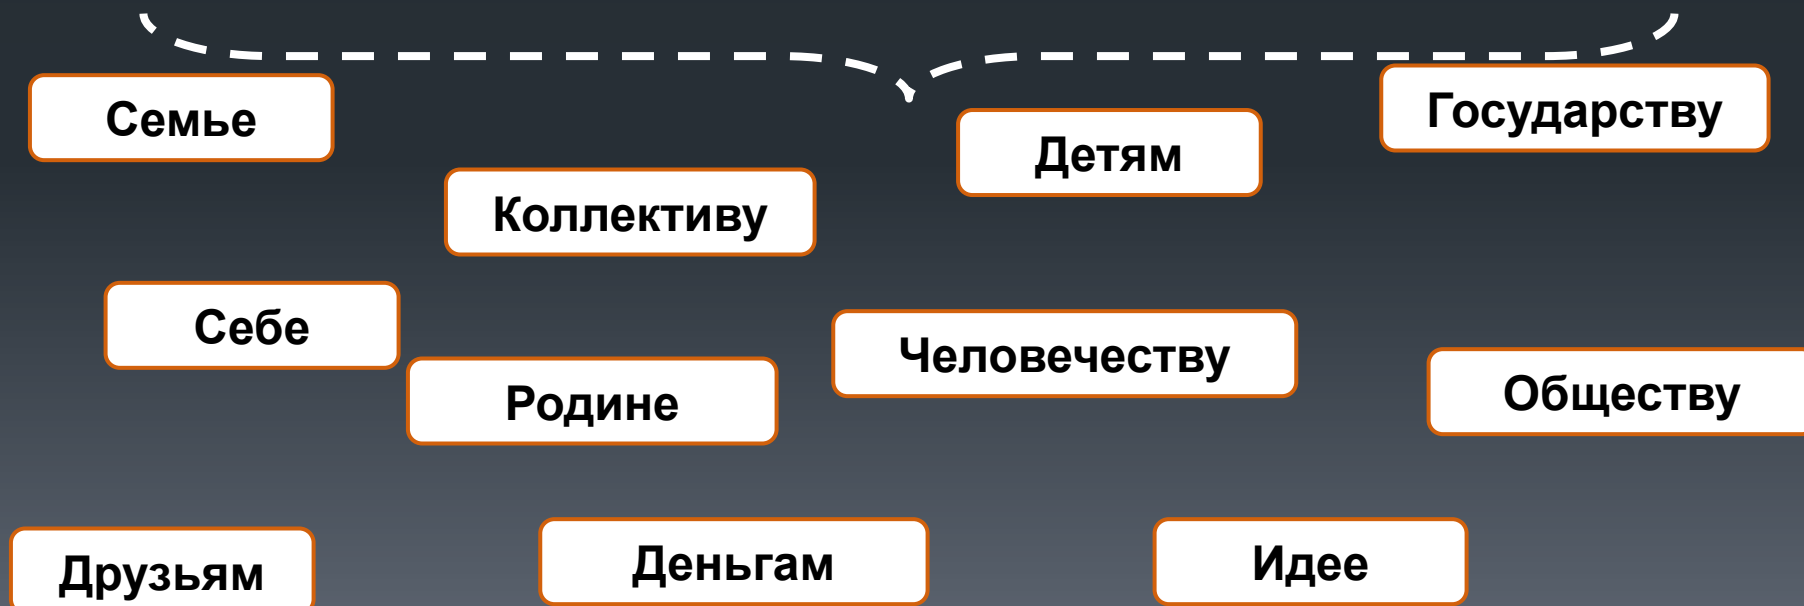 Семье
Государству
Детям
Коллективу
Себе
Человечеству
Родине
Обществу
Друзьям
Деньгам
Идее